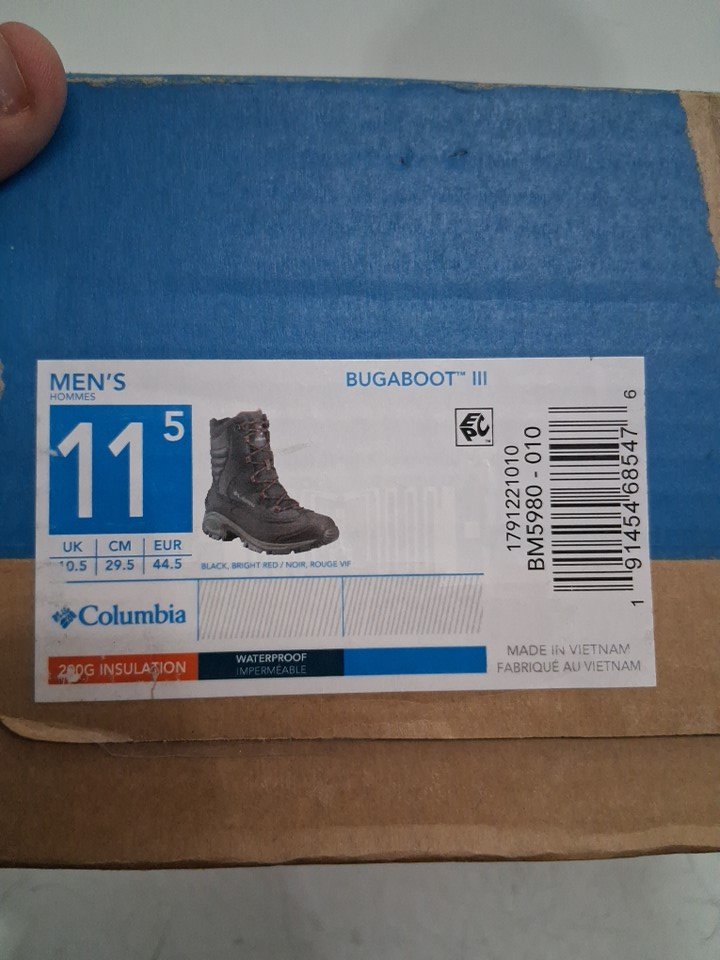 MEN'S
HOMMES
BUGABOOT™ III
11 5
UK CM EUR
10.5 29.5 44.5
BLACK, BRIGHT RED / NOIR, ROUGE VIF
EPC™
1791221010
BM5980 - 010
1 91454 68547 6
Columbia
200G INSULATION
WATERPROOF
IMPERMÉABLE
MADE IN VIETNAM
FABRIQUÉ AU VIETNAM